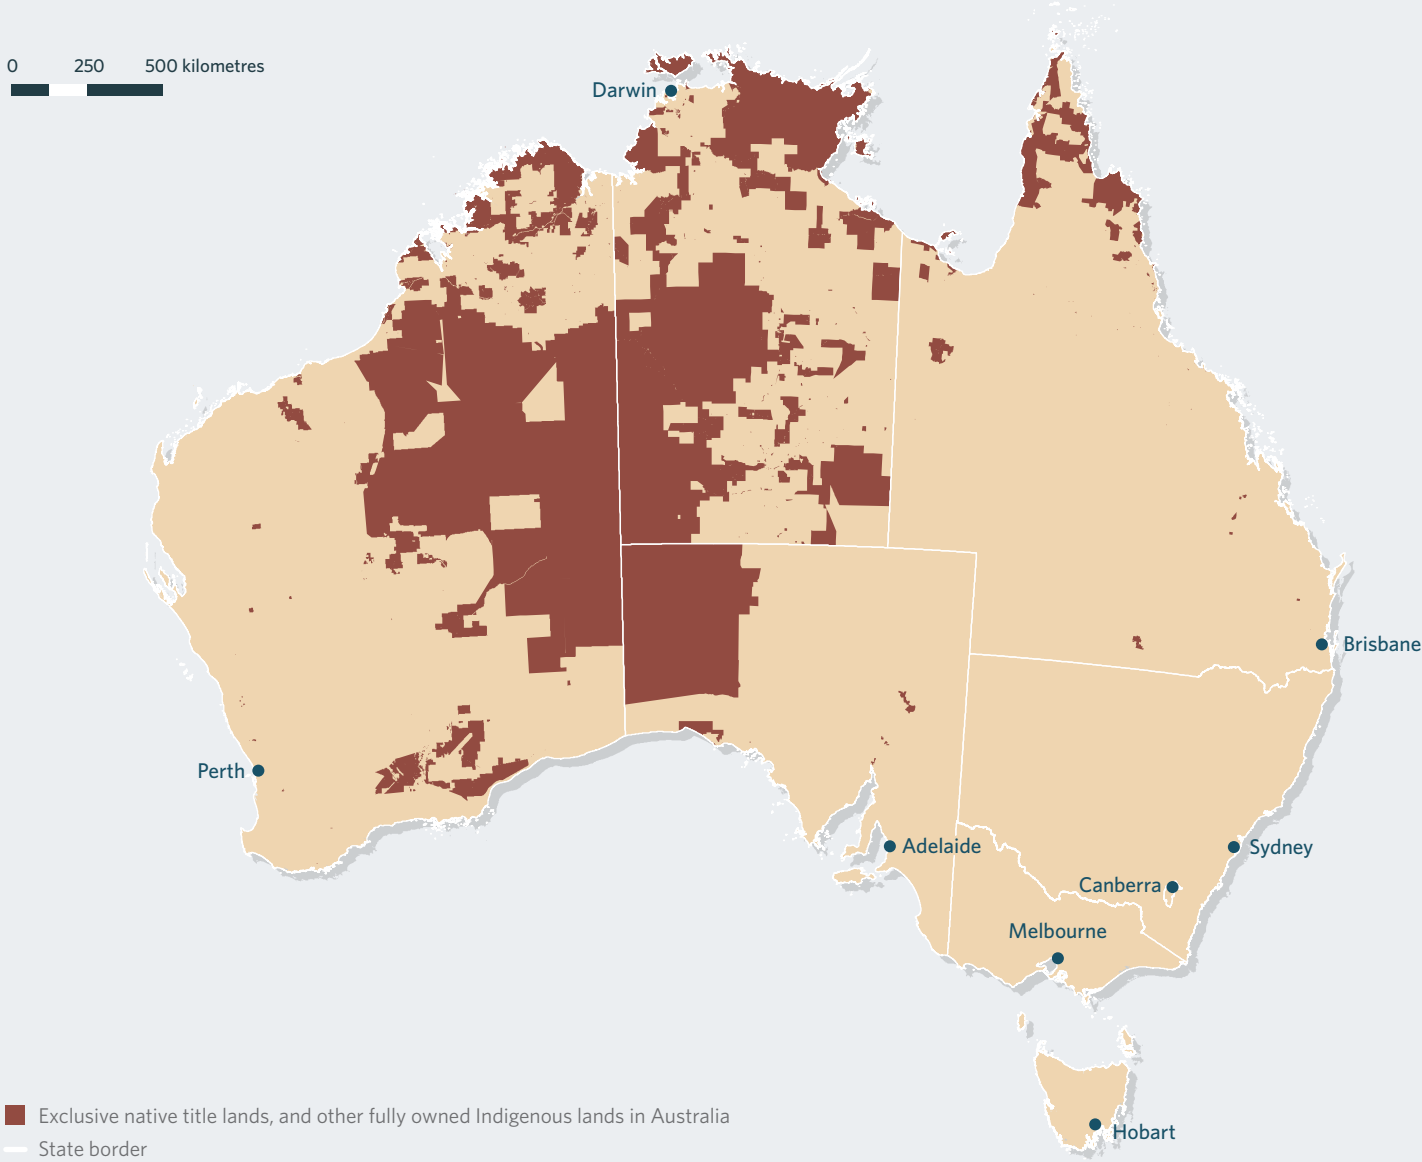 0 250 500 kilometres
Darwin
Brisbane
Perth
Adelaide
Sydney
Canberra
Melbourne
Exclusive native title lands, and other fully owned Indigenous lands in Australia
Hobart
State border